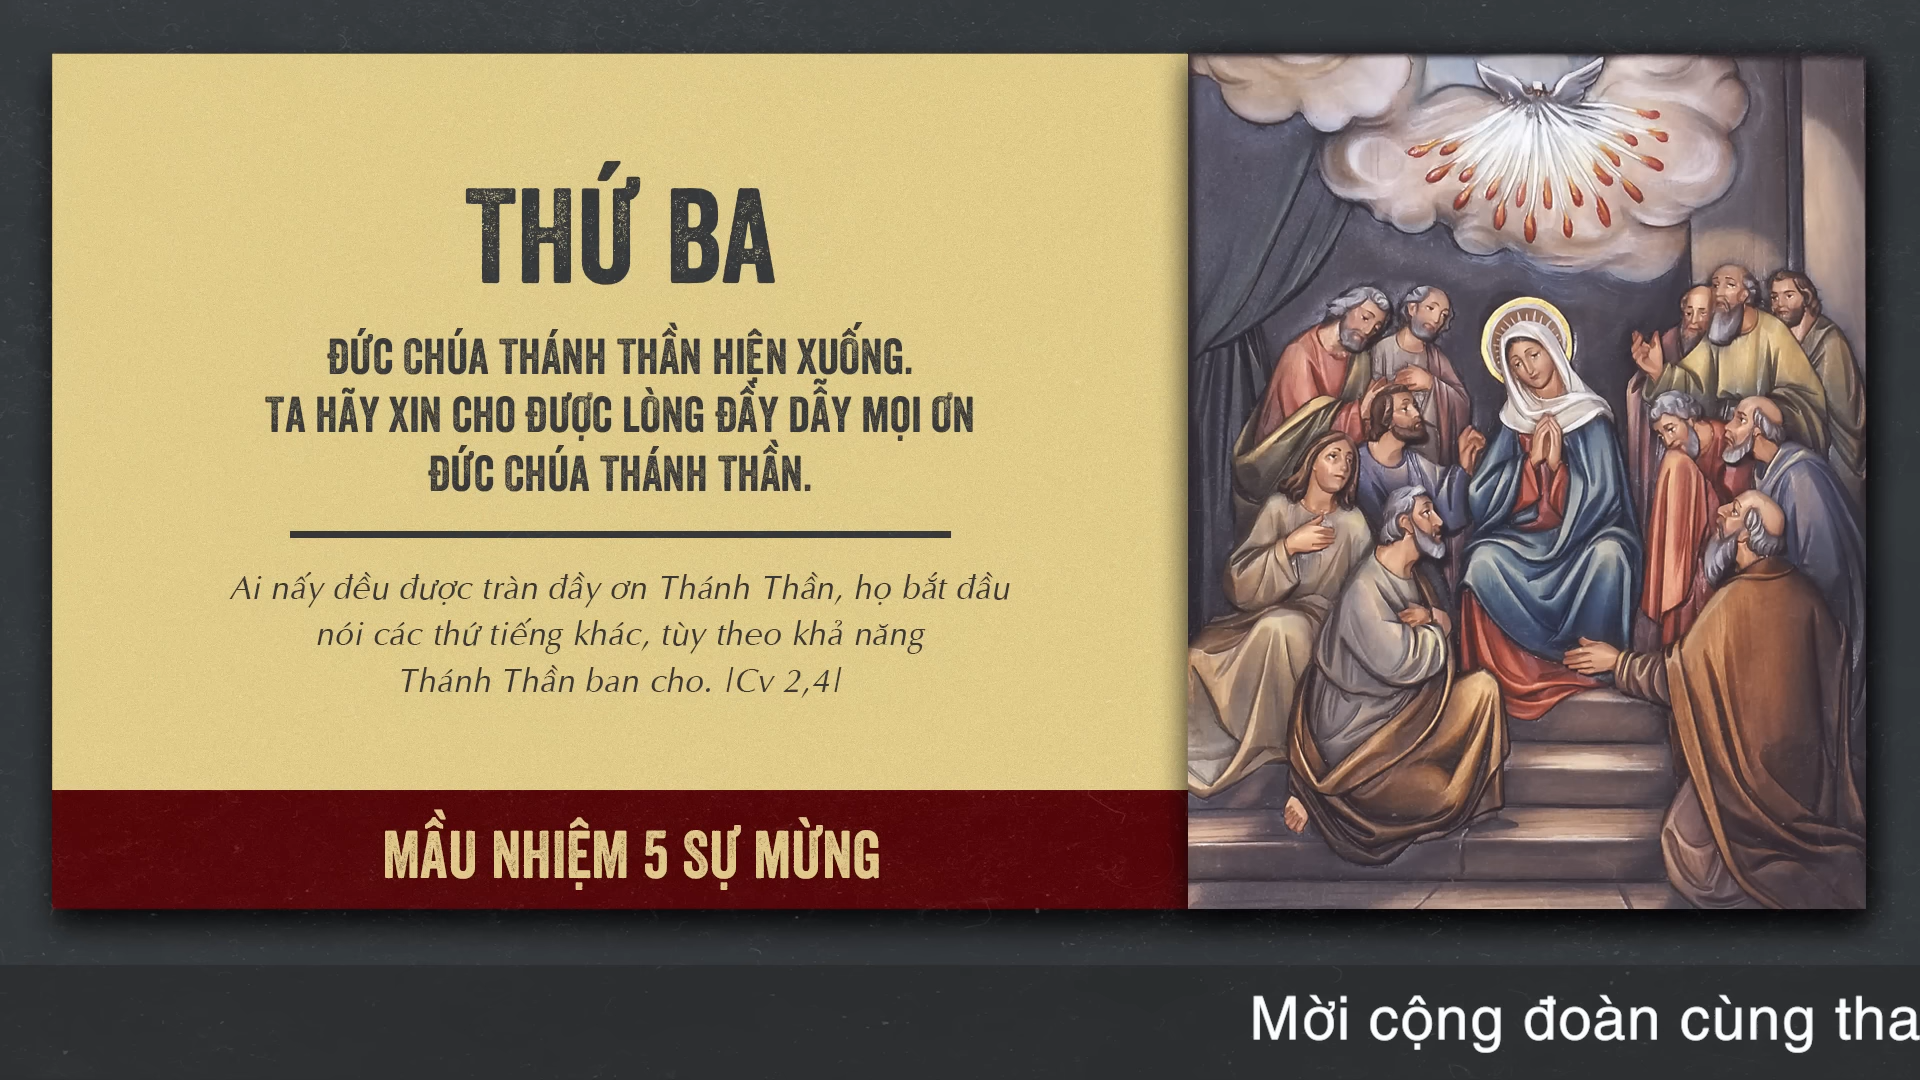 THỨ BA
ĐỨC CHÚA THÁNH THẦN HIỆN XUỐNG.
TA HÃY XIN CHO ĐƯỢC LÒNG ĐẦY DẪY MỌI ƠN
ĐỨC CHÚA THÁNH THẦN.
Ai nấy đều được tràn đầy ơn Thánh Thần, họ bắt đầu
nói các thứ tiếng khác, tùy theo khả năng
Thánh Thần ban cho. |Cv 2,4|
MẦU NHIỆM 5 SỰ MỪNG
Mời cộng đoàn cùng tha